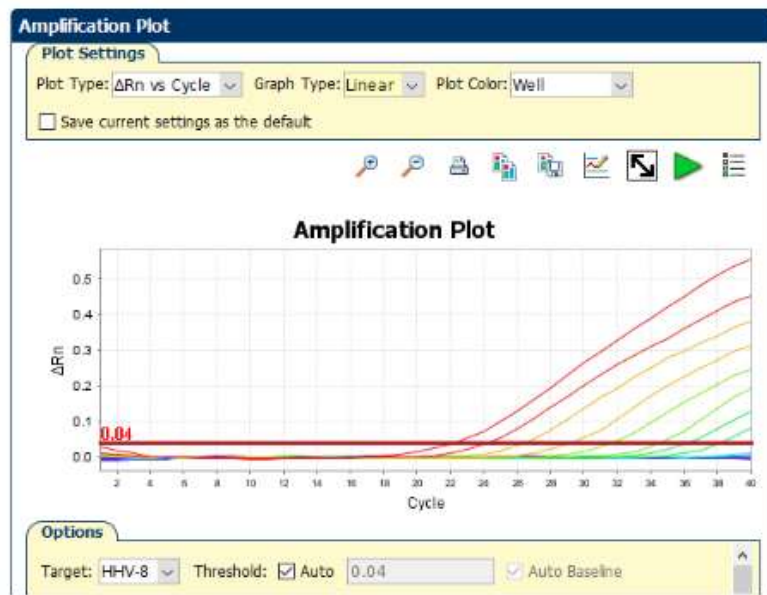 Amplification Plot
Plot Settings
Plot Type: ΔRn vs Cycle Graph Type: Linear Plot Color: Well
Save current settings as the default
Amplification Plot
0.5
0.4
0.3
0.2
0.1
0.04
0.0
ΔRn
2 4 6 8 10 12 14 16 18 20 22 24 26 28 30 32 34 36 38 40
Cycle
Options
Target: HHV-8 Threshold: Auto 0.04 Auto Baseline